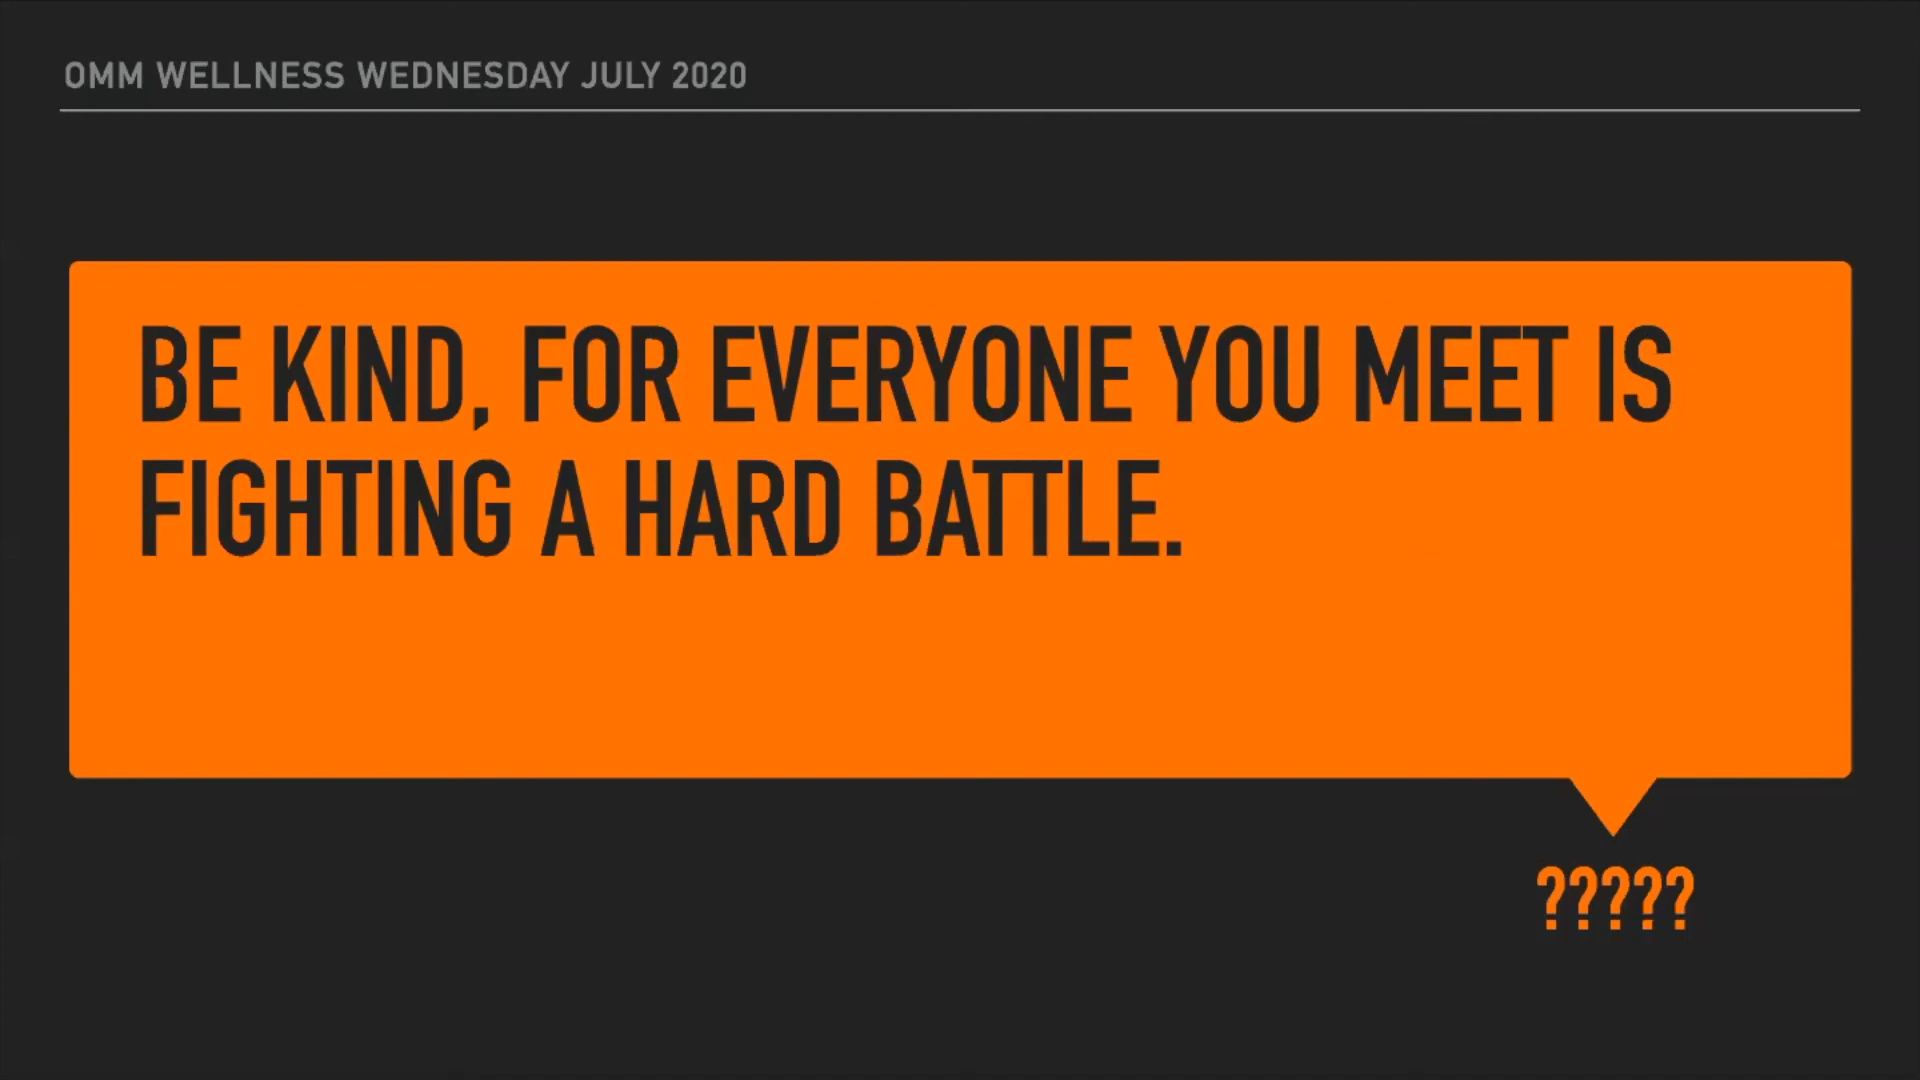 OMM WELLNESS WEDNESDAY JULY 2020
BE KIND, FOR EVERYONE YOU MEET IS
FIGHTING A HARD BATTLE.
?????